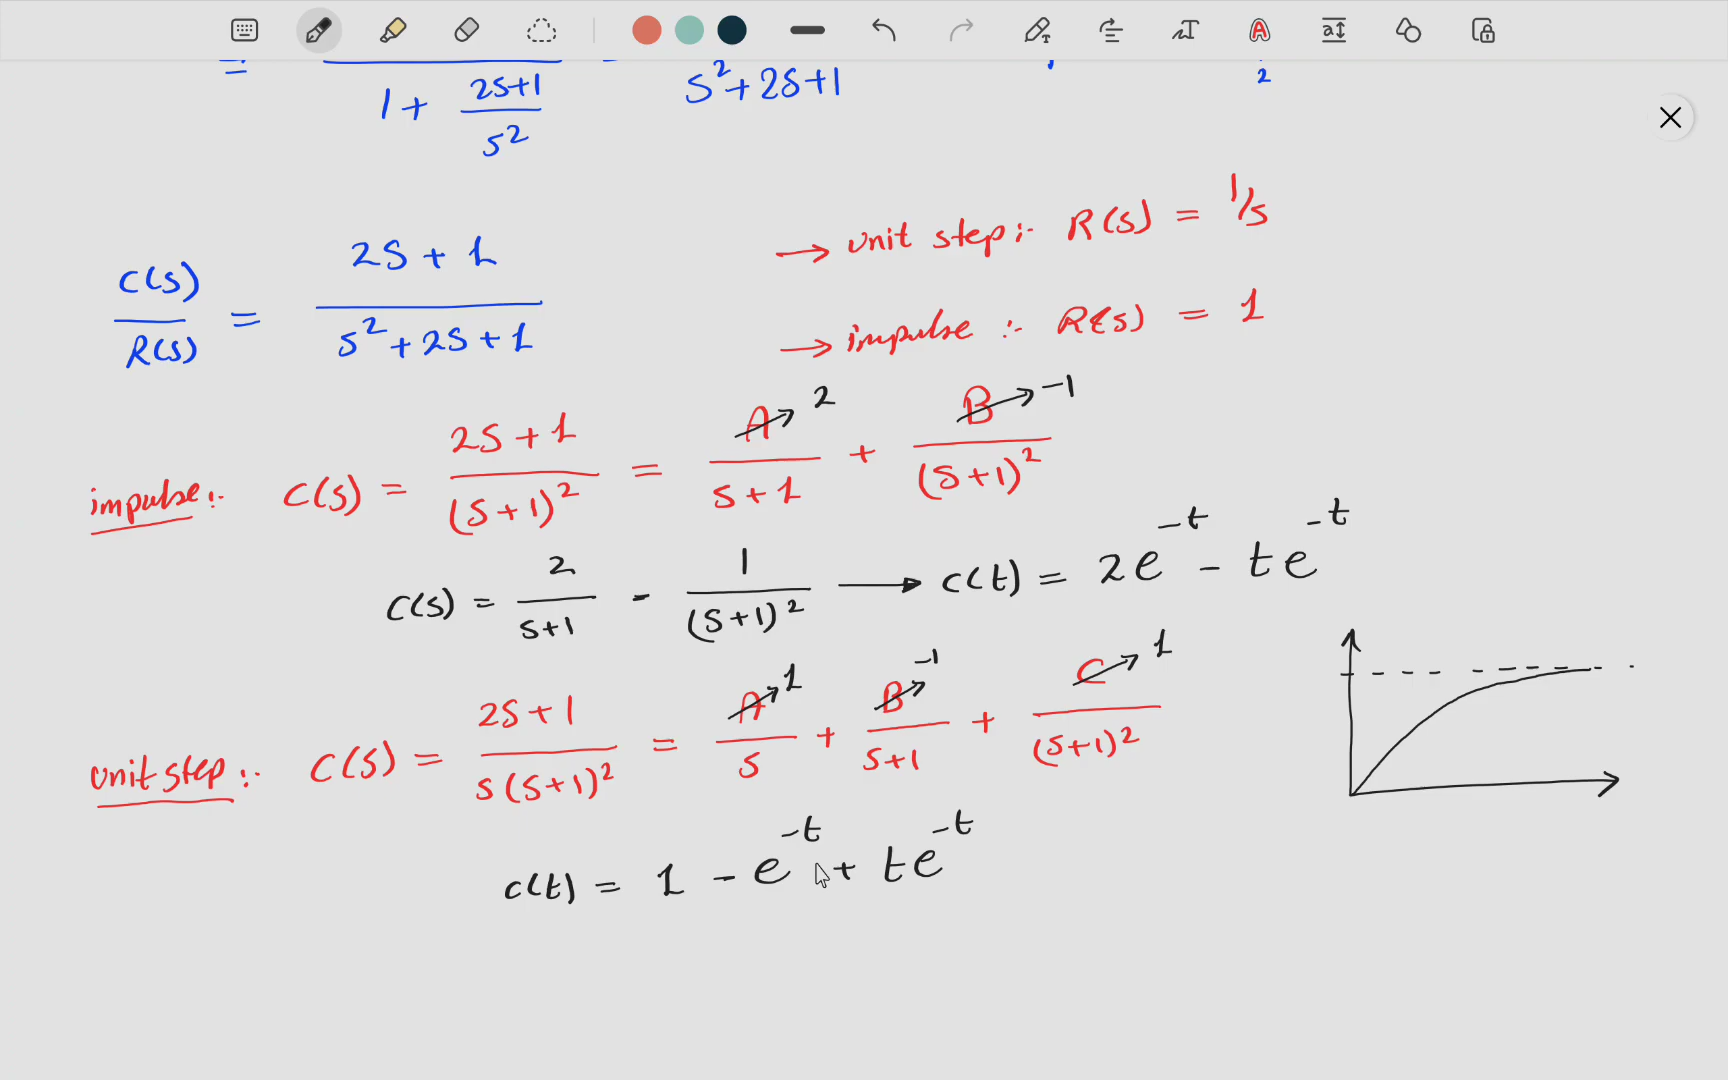 = 1 + (2s+1)/s² = s²+2s+1 2
C(s)/R(s) = (2s + 1)/(s² + 2s + 1)
→ unit step:- R(s) = 1/s
→ impulse :- R(s) = 1
impulse:- C(s) = (2s + 1)/(s + 1)² = A → 2/(s + 1) + B → -1/(s+1)²
C(s) = 2/(s+1) - 1/(s+1)² → c(t) = 2e^-t - te^-t
unit step:- C(s) = (2s + 1)/(s(s+1)²) = A → 1/s + B → -1/(s+1) + C → 1/(s+1)²
c(t) = 1 - e^-t + te^-t